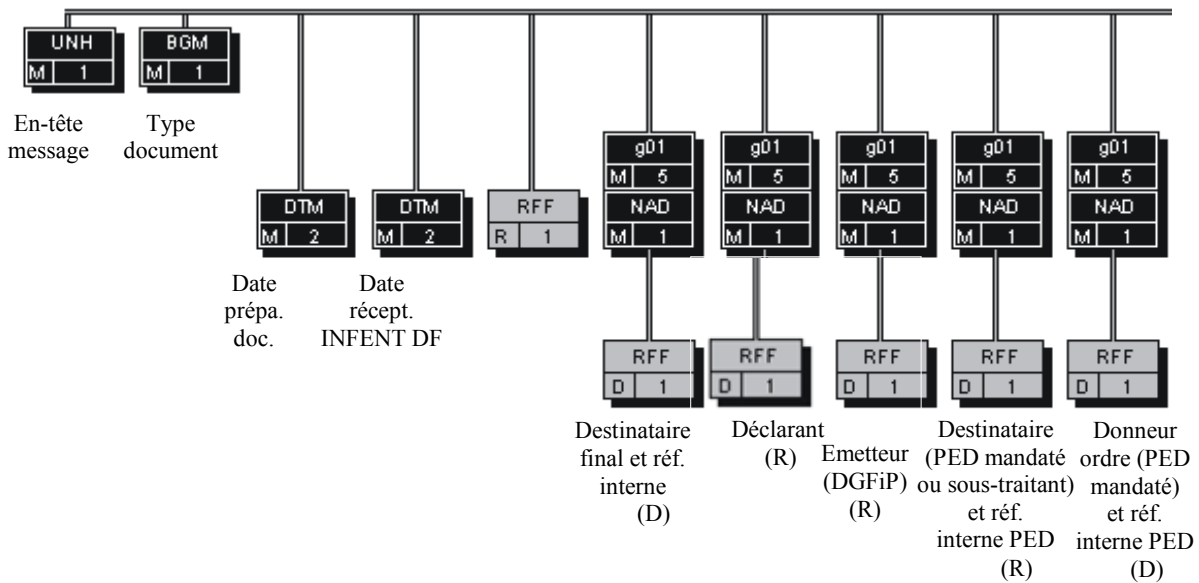 UNH
M 1
En-tête
message
BGM
M 1
Type
document
DTM
M 2
Date
prépa.
doc.
DTM
M 2
Date
récept.
INFENT DF
RFF
R 1
g01
M 5
NAD
M 1
RFF
D 1
Destinataire
final et réf.
interne
(D)
g01
M 5
NAD
M 1
RFF
D 1
Déclarant
(R)
g01
M 5
NAD
M 1
RFF
D 1
Emetteur
(DGFiP)
(R)
g01
M 5
NAD
M 1
RFF
D 1
Destinataire
(PED mandaté
ou sous-traitant)
et réf.
interne PED
(R)
g01
M 5
NAD
M 1
RFF
D 1
Donneur
ordre (PED
mandaté)
et réf.
interne PED
(D)